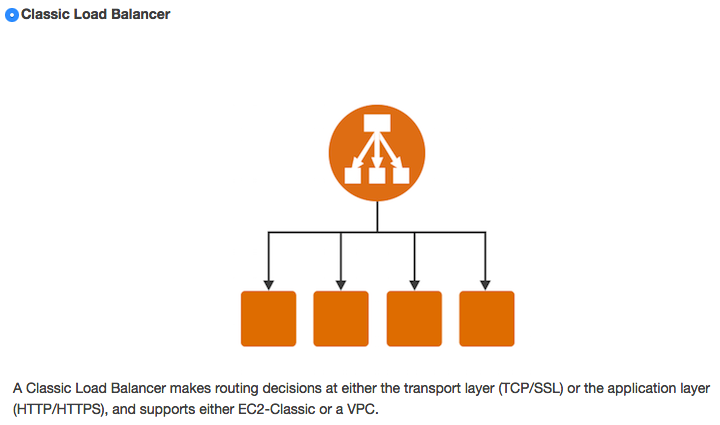 Classic Load Balancer
A Classic Load Balancer makes routing decisions at either the transport layer (TCP/SSL) or the application layer
(HTTP/HTTPS), and supports either EC2-Classic or a VPC.